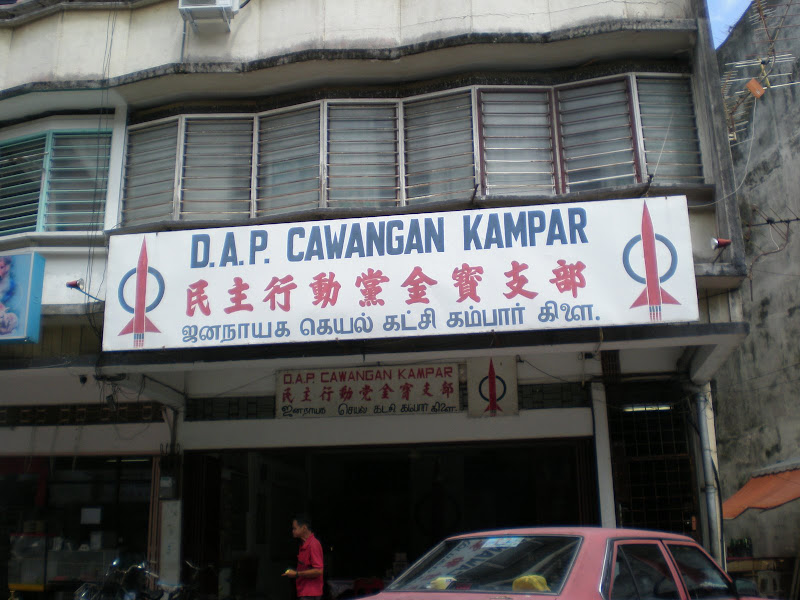 D.A.P. CAWANGAN KAMPAR
民主行動黨金寶支部
ஜனநாயக கெயல் கட்சி கம்பார் கிளை.
D.A.P. CAWANGAN KAMPAR
民主行動党金寶支部
ஜனநாயக செயல் கட்சி கம்பார் கிளை.